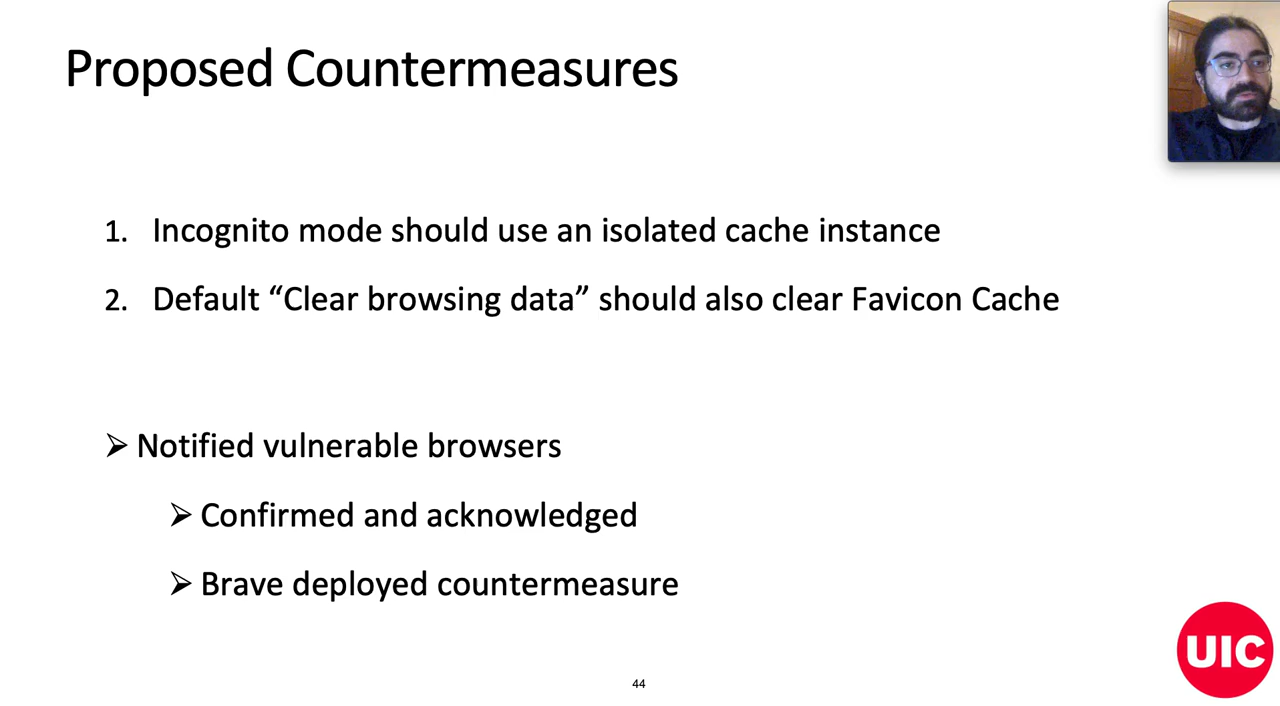 Proposed Countermeasures
1. Incognito mode should use an isolated cache instance
2. Default “Clear browsing data” should also clear Favicon Cache
➢ Notified vulnerable browsers
➢ Confirmed and acknowledged
➢ Brave deployed countermeasure
44
UIC